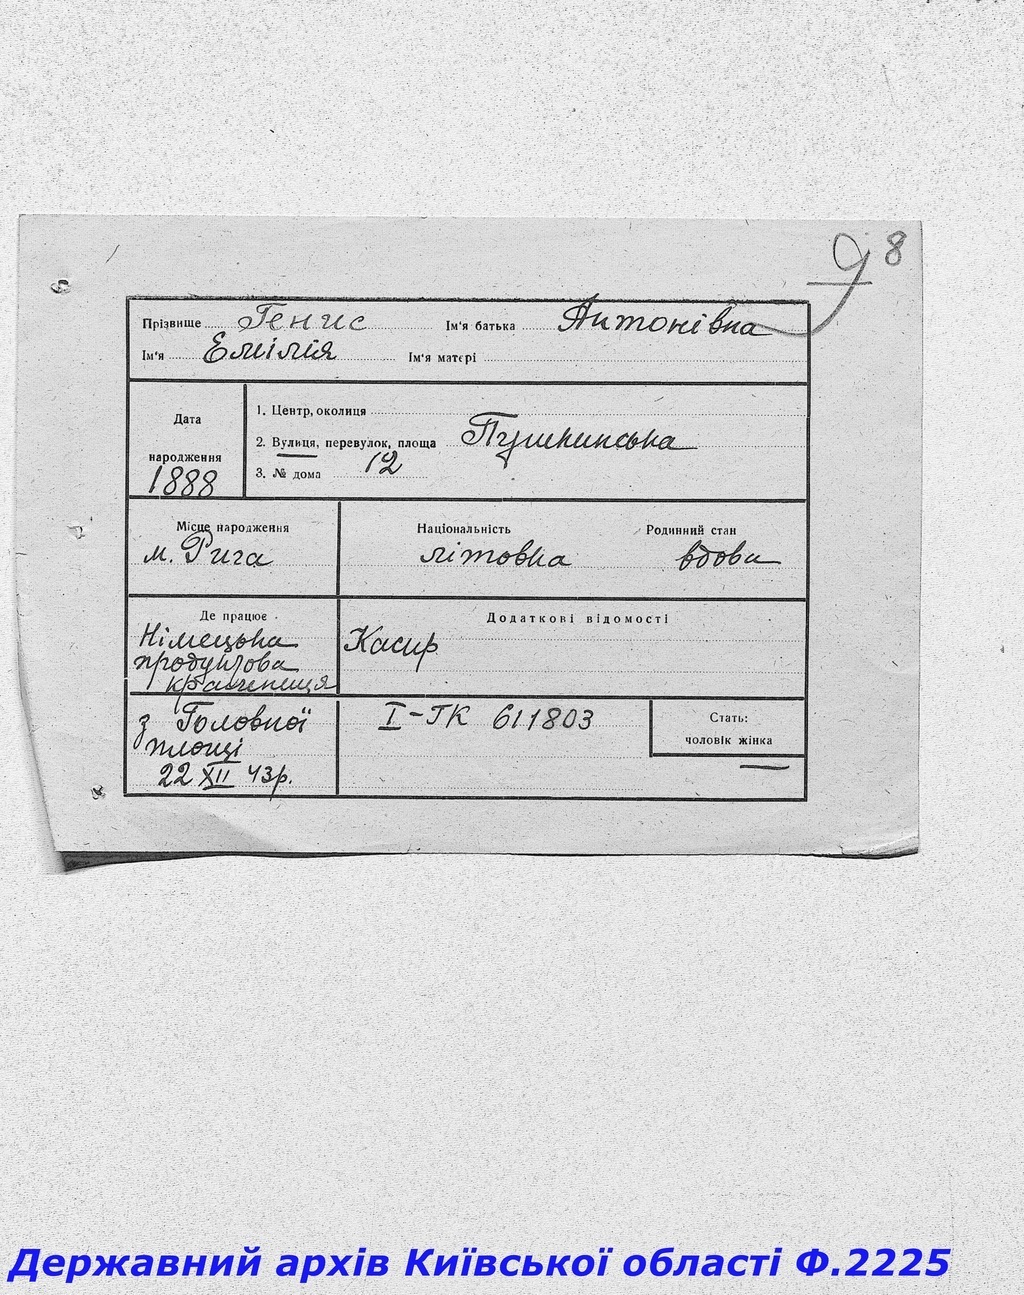 98
Прізвище Генис Ім'я батька Антонівна
Ім'я Емілія Ім'я матері
Дата народження 1888
1. Центр, околиця
2. Вулиця, перевулок, площа Пушкинська
3. № дома 12
Місце народження Національність Родинний стан
м. Рига літовка вдова
Де працює Додаткові відомості
Німецька Касир
продуктова
крамниця
з Головної І-ГК 611803 Стать:
площі чоловік жінка
22 XII 43р.
Державний архів Київської області Ф.2225